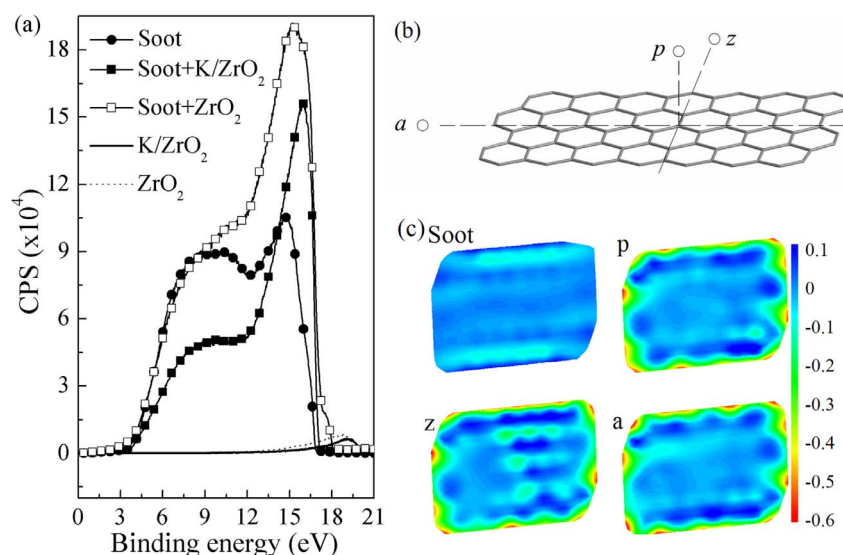 (a)
CPS (x10⁴)
18
15
12
9
6
3
0
Soot
Soot+K/ZrO₂
Soot+ZrO₂
K/ZrO₂
ZrO₂
0 3 6 9 12 15 18 21
Binding energy (eV)
(b)
p z
a
(c)
Soot p
z a
0.1
0
-0.1
-0.2
-0.3
-0.4
-0.5
-0.6